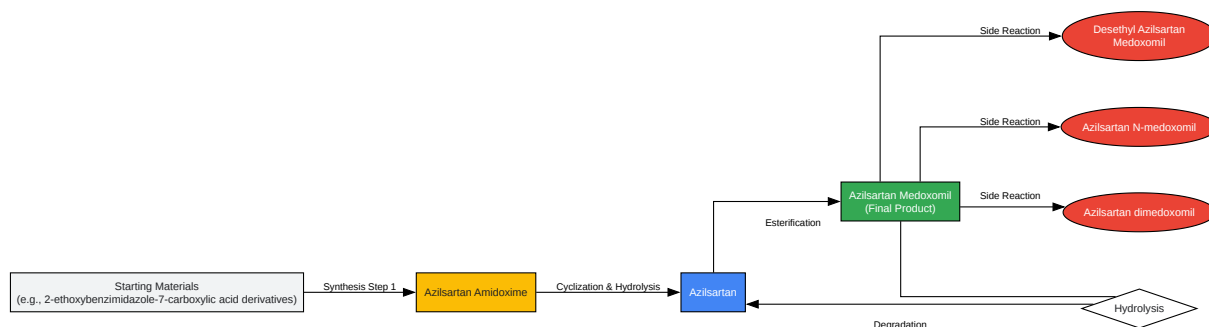 Side Reaction
Desethyl Azilsartan
Medoxomil
Side Reaction
Azilsartan N-medoxomil
Azilsartan Medoxomil
(Final Product)
Side Reaction
Azilsartan dimedoxomil
Esterification
Starting Materials
(e.g., 2-ethoxybenzimidazole-7-carboxylic acid derivatives)
Synthesis Step 1
Azilsartan Amidoxime
Cyclization & Hydrolysis
Azilsartan
Hydrolysis
Degradation